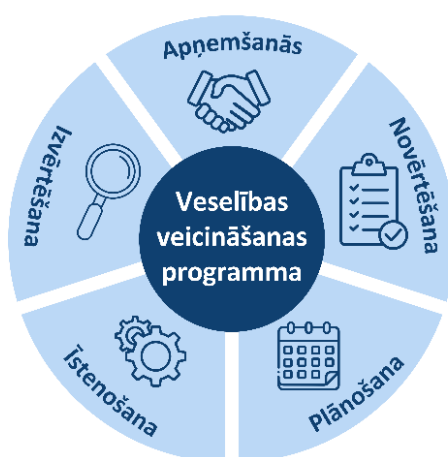 Apņemšanās
Novērtēšana
Plānošana
Īstenošana
Izvērtēšana
Veselības
veicināšanas
programma